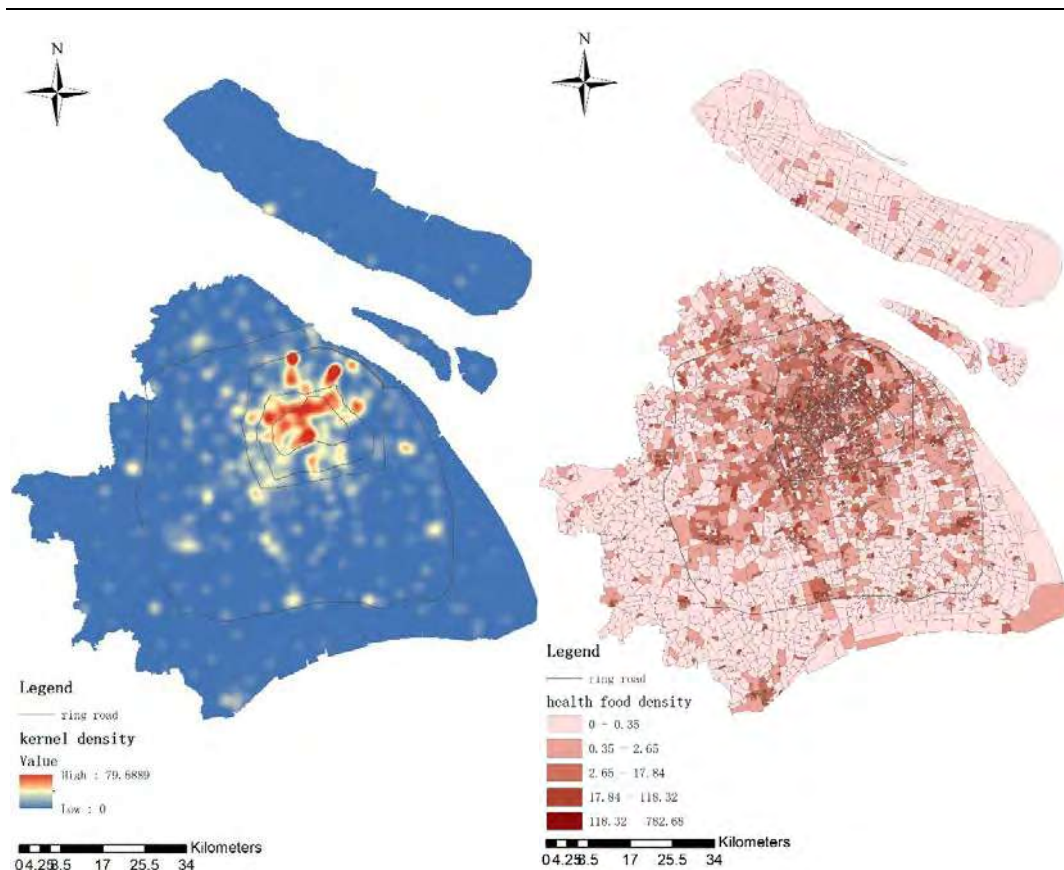 N
Legend
ring road
kernel density
Value
High : 79.6889
Low : 0
Kilometers
0 4.25 8.5 17 25.5 34
N
Legend
ring road
health food density
0 - 0.35
0.35 - 2.65
2.65 - 17.84
17.84 - 118.32
118.32 - 782.68
Kilometers
0 4.25 8.5 17 25.5 34